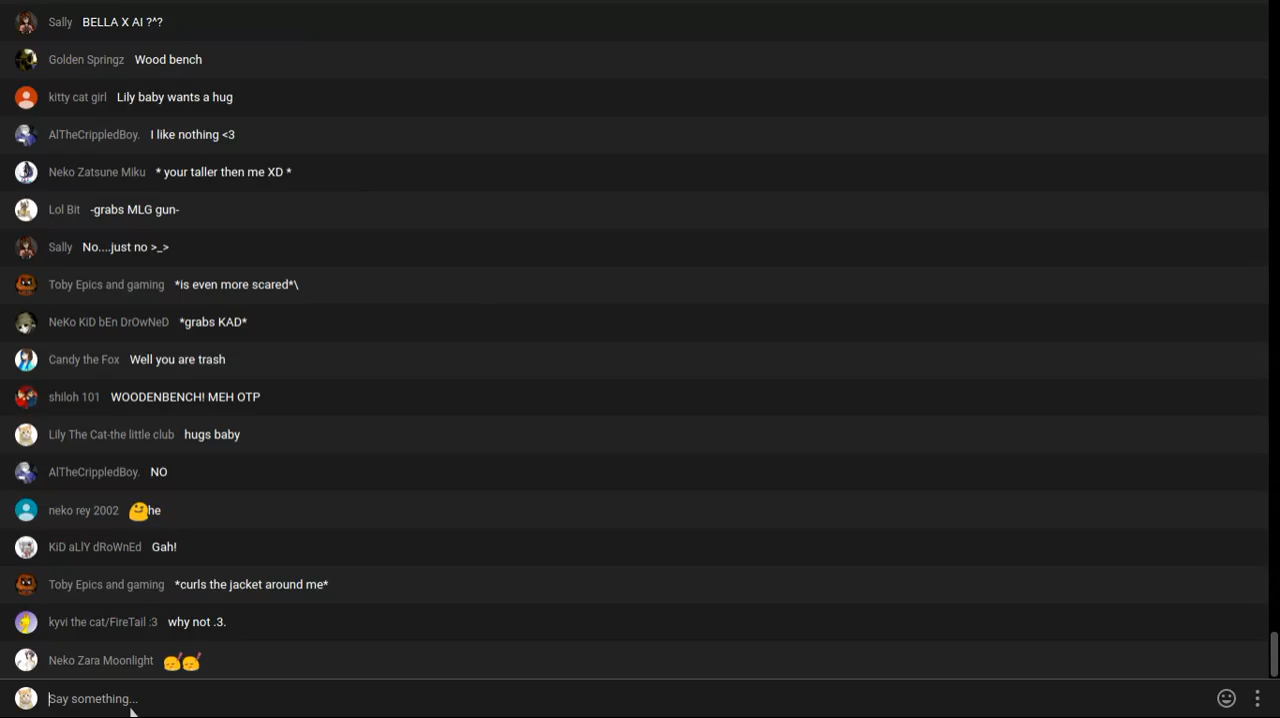 Sally BELLA X AI ?^?
Golden Springz Wood bench
kitty cat girl Lily baby wants a hug
AlTheCrippledBoy. I like nothing <3
Neko Zatsune Miku * your taller then me XD *
Lol Bit -grabs MLG gun-
Sally No....just no >_>
Toby Epics and gaming *is even more scared*\
NeKo KiD bEn DrOwNeD *grabs KAD*
Candy the Fox Well you are trash
shiloh 101 WOODENBENCH! MEH OTP
Lily The Cat-the little club hugs baby
AlTheCrippledBoy. NO
neko rey 2002 he
KiD aLlY dRoWnEd Gah!
Toby Epics and gaming *curls the jacket around me*
kyvi the cat/FireTail :3 why not .3.
Neko Zara Moonlight
Say something...